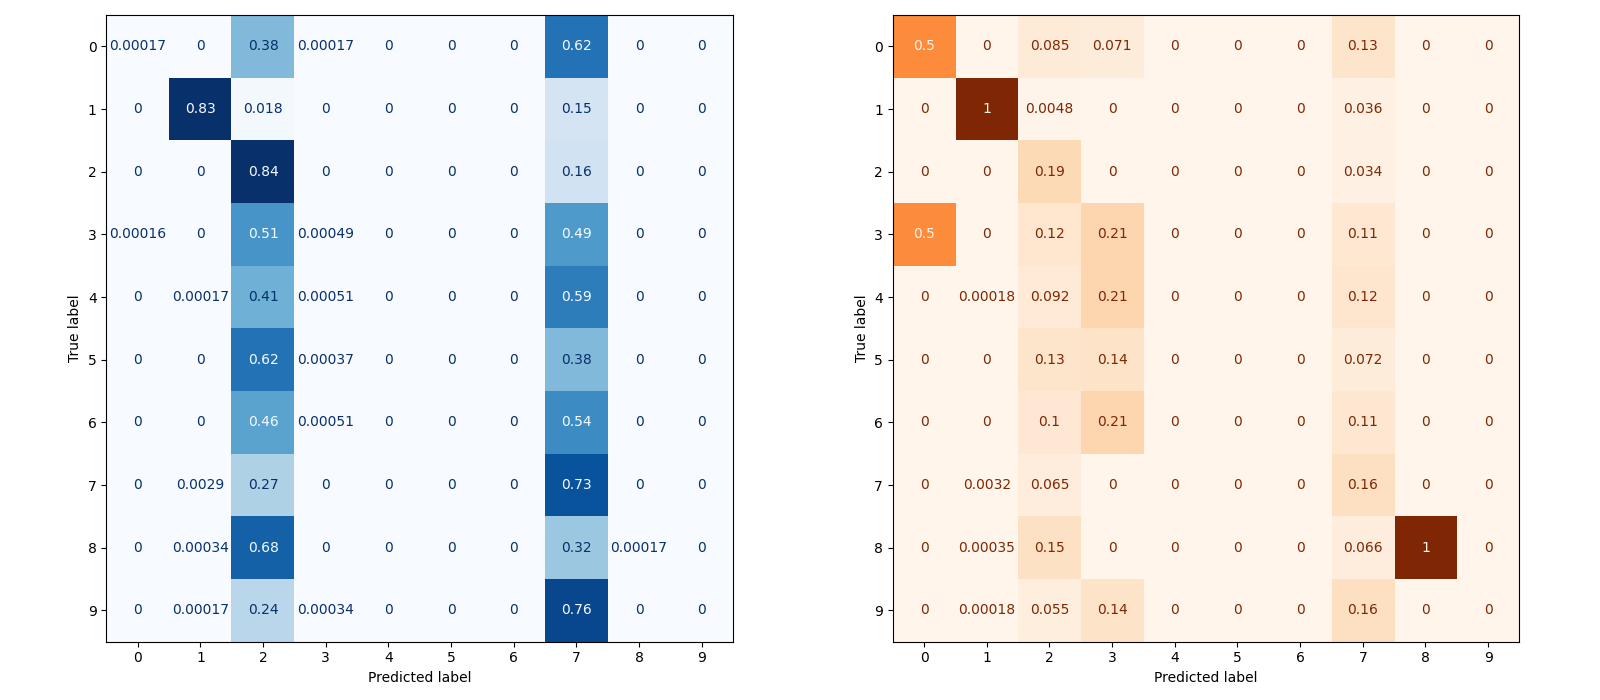 0 0.00017 0 0.38 0.00017 0 0 0 0.62 0 0
1 0 0.83 0.018 0 0 0 0 0.15 0 0
2 0 0 0.84 0 0 0 0 0.16 0 0
3 0.00016 0 0.51 0.00049 0 0 0 0.49 0 0
4 0 0.00017 0.41 0.00051 0 0 0 0.59 0 0
5 0 0 0.62 0.00037 0 0 0 0.38 0 0
6 0 0 0.46 0.00051 0 0 0 0.54 0 0
7 0 0.0029 0.27 0 0 0 0 0.73 0 0
8 0 0.00034 0.68 0 0 0 0 0.32 0.00017 0
9 0 0.00017 0.24 0.00034 0 0 0 0.76 0 0
0 1 2 3 4 5 6 7 8 9
Predicted label
True label
0 0.5 0 0.085 0.071 0 0 0 0.13 0 0
1 0 1 0.0048 0 0 0 0 0.036 0 0
2 0 0 0.19 0 0 0 0 0.034 0 0
3 0.5 0 0.12 0.21 0 0 0 0.11 0 0
4 0 0.00018 0.092 0.21 0 0 0 0.12 0 0
5 0 0 0.13 0.14 0 0 0 0.072 0 0
6 0 0 0.1 0.21 0 0 0 0.11 0 0
7 0 0.0032 0.065 0 0 0 0 0.16 0 0
8 0 0.00035 0.15 0 0 0 0 0.066 1 0
9 0 0.00018 0.055 0.14 0 0 0 0.16 0 0
0 1 2 3 4 5 6 7 8 9
Predicted label
True label